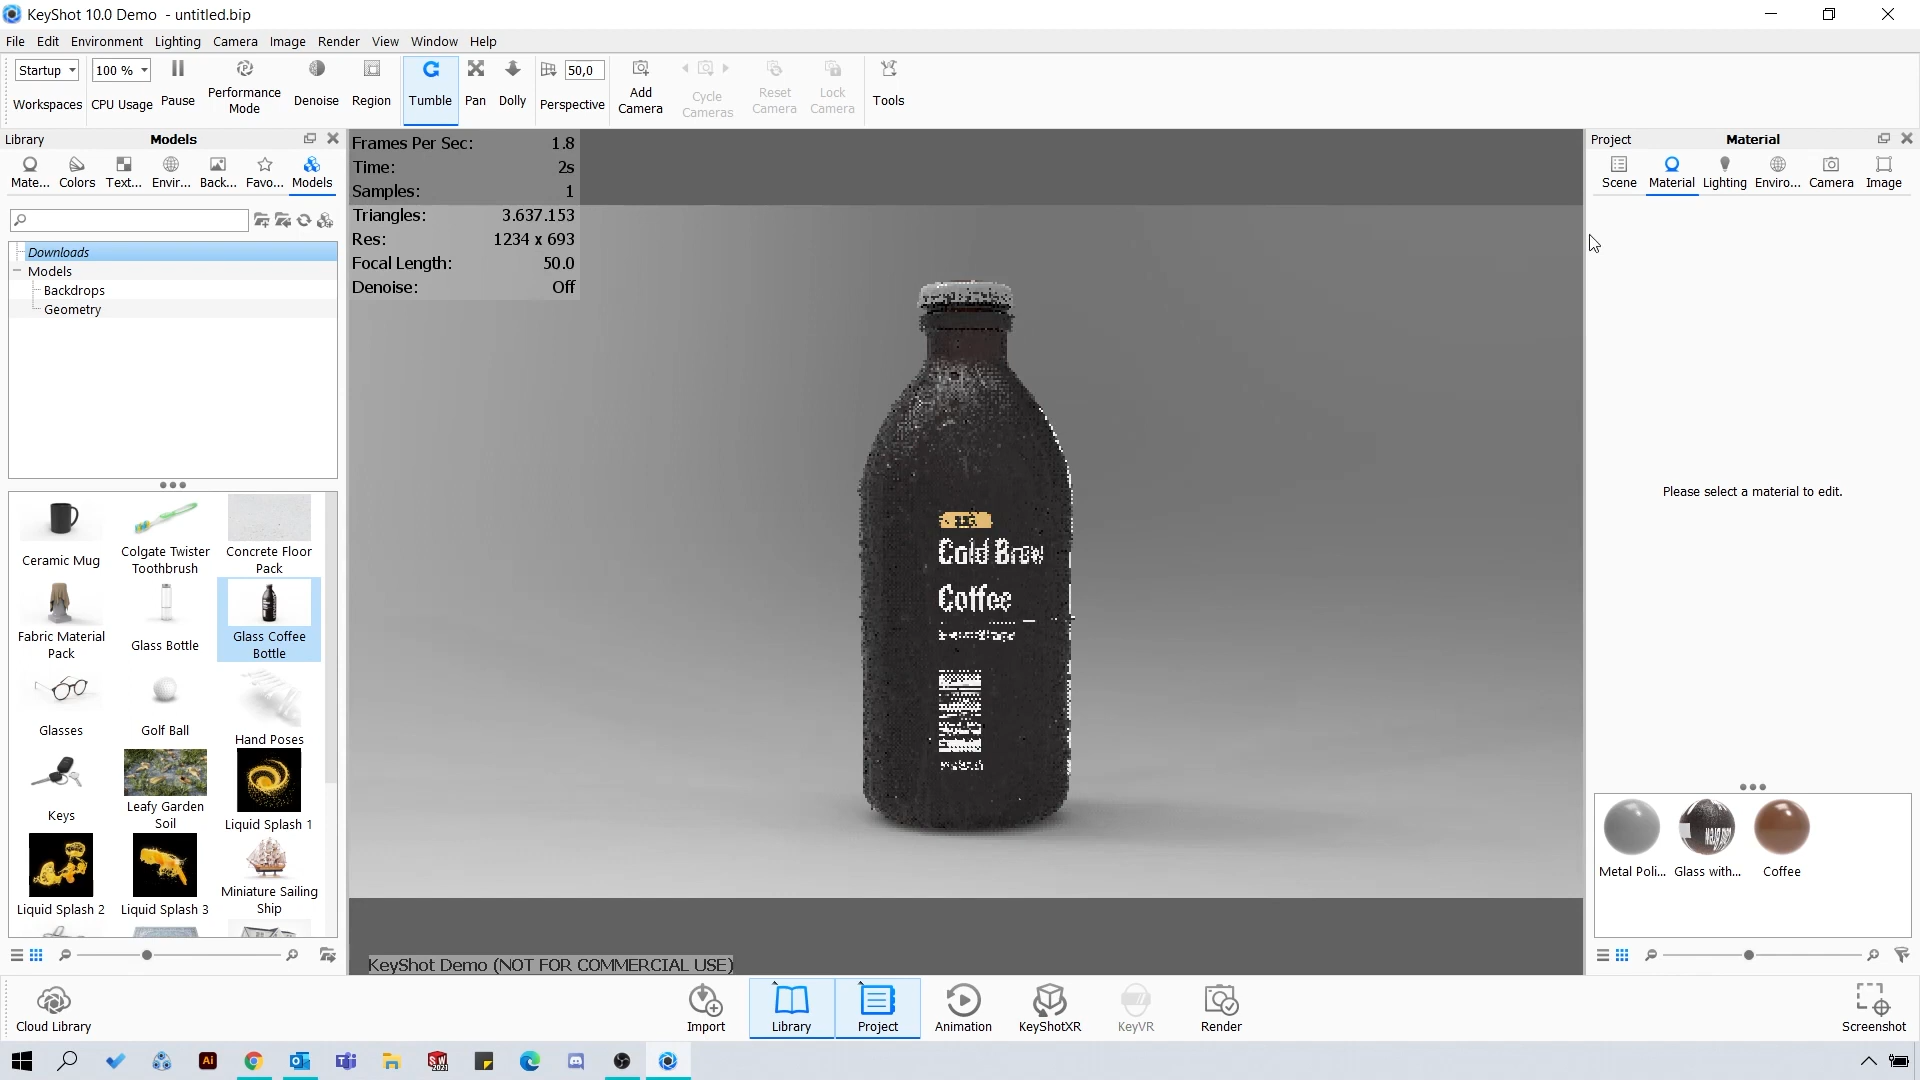 KeyShot 10.0 Demo - untitled.bip
File Edit Environment Lighting Camera Image Render View Window Help
Startup 100 % 50,0
Workspaces CPU Usage Pause Performance Mode Denoise Region Tumble Pan Dolly Perspective Add Camera Cycle Cameras Reset Camera Lock Camera Tools
Library Models
Mate... Colors Text... Envir... Back... Favo... Models
Downloads
Models
Backdrops
Geometry
Ceramic Mug
Colgate Twister Toothbrush
Concrete Floor Pack
Fabric Material Pack
Glass Bottle
Glass Coffee Bottle
Glasses
Golf Ball
Hand Poses
Keys
Leafy Garden Soil
Liquid Splash 1
Liquid Splash 2
Liquid Splash 3
Miniature Sailing Ship
Frames Per Sec: 1.8
Time: 2s
Samples: 1
Triangles: 3.637.153
Res: 1234 x 693
Focal Length: 50.0
Denoise: Off
Cold Brew
Coffee
KeyShot Demo (NOT FOR COMMERCIAL USE)
Project Material
Scene Material Lighting Enviro... Camera Image
Please select a material to edit.
Metal Poli... Glass with... Coffee
Cloud Library Import Library Project Animation KeyShotXR KeyVR Render Screenshot
Ai
SW
2021